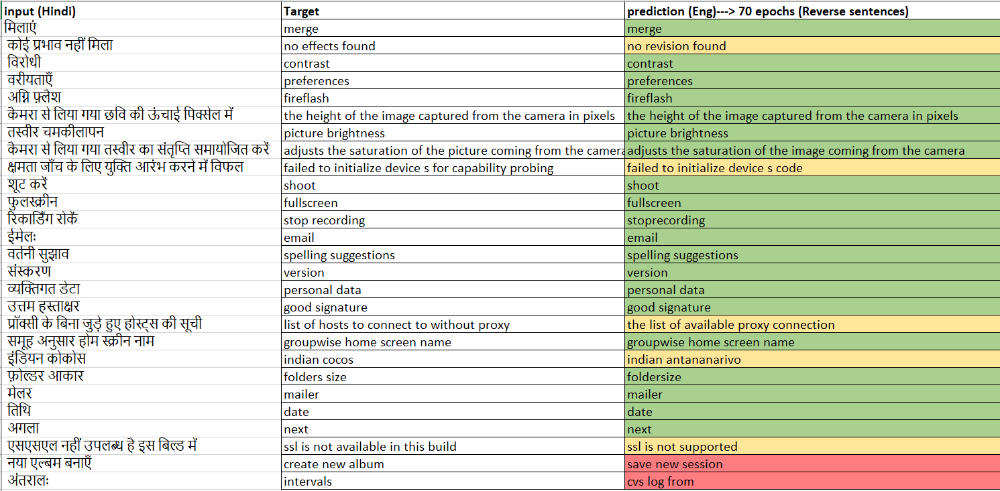 input (Hindi) Target prediction (Eng)---> 70 epochs (Reverse sentences)
मिलाएं merge merge
कोई प्रभाव नहीं मिला no effects found no revision found
विरोधी contrast contrast
वरीयताएँ preferences preferences
अग्नि फ़्लैश fireflash fireflash
कैमरा से लिया गया छवि की ऊंचाई पिक्सेल में the height of the image captured from the camera in pixels the height of the image captured from the camera in pixels
तस्वीर चमकीलापन picture brightness picture brightness
कैमरा से लिया गया तस्वीर का संतृप्ति समायोजित करें adjusts the saturation of the picture coming from the camera adjusts the saturation of the image coming from the camera
क्षमता जाँच के लिए युक्ति आरंभ करने में विफल failed to initialize device s for capability probing failed to initialize device s code
शूट करें shoot shoot
फुलस्क्रीन fullscreen fullscreen
रिकार्डिंग रोकें stop recording stoprecording
ईमेलः email email
वर्तनी सुझाव spelling suggestions spelling suggestions
संस्करण version version
व्यक्तिगत डेटा personal data personal data
उत्तम हस्ताक्षर good signature good signature
प्रॉक्सी के बिना जुड़े हुए होस्ट्स की सूची list of hosts to connect to without proxy the list of available proxy connection
समूह अनुसार होम स्क्रीन नाम groupwise home screen name groupwise home screen name
इंडियन कोकोस indian cocos indian antananarivo
फ़ोल्डर आकार folders size foldersize
मेलर mailer mailer
तिथि date date
अगला next next
एसएसएल नहीं उपलब्ध है इस बिल्ड में ssl is not available in this build ssl is not supported
नया एल्बम बनाएँ create new album save new session
अंतरालः intervals cvs log from